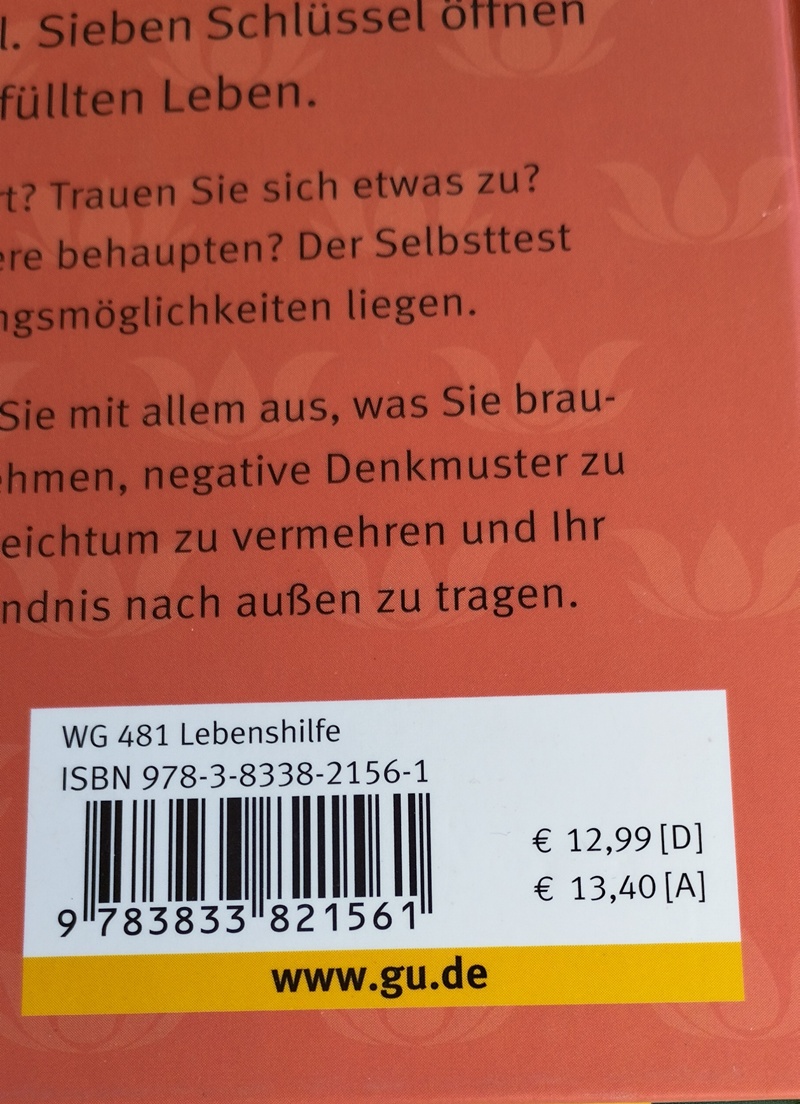 l. Sieben Schlüssel öffnen
füllten Leben.
rt? Trauen Sie sich etwas zu?
ere behaupten? Der Selbsttest
ngsmöglichkeiten liegen.
Sie mit allem aus, was Sie brau-
ehmen, negative Denkmuster zu
eichtum zu vermehren und Ihr
ndnis nach außen zu tragen.
WG 481 Lebenshilfe
ISBN 978-3-8338-2156-1
€ 12,99 [D]
€ 13,40 [A]
9 783833 821561
www.gu.de